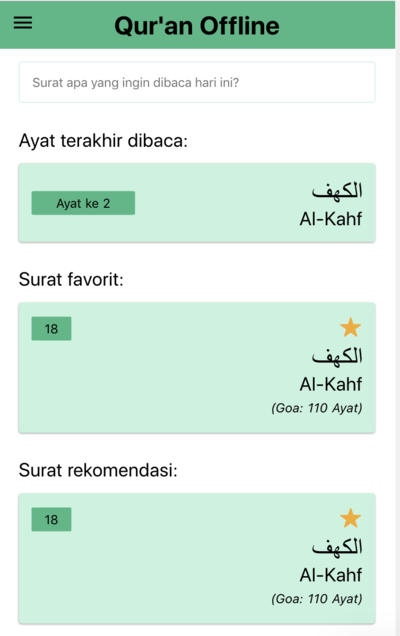 Qur'an Offline
Surat apa yang ingin dibaca hari ini?
Ayat terakhir dibaca:
Ayat ke 2
الكهف
Al-Kahf
Surat favorit:
18
الكهف
Al-Kahf
(Goa: 110 Ayat)
Surat rekomendasi:
18
الكهف
Al-Kahf
(Goa: 110 Ayat)